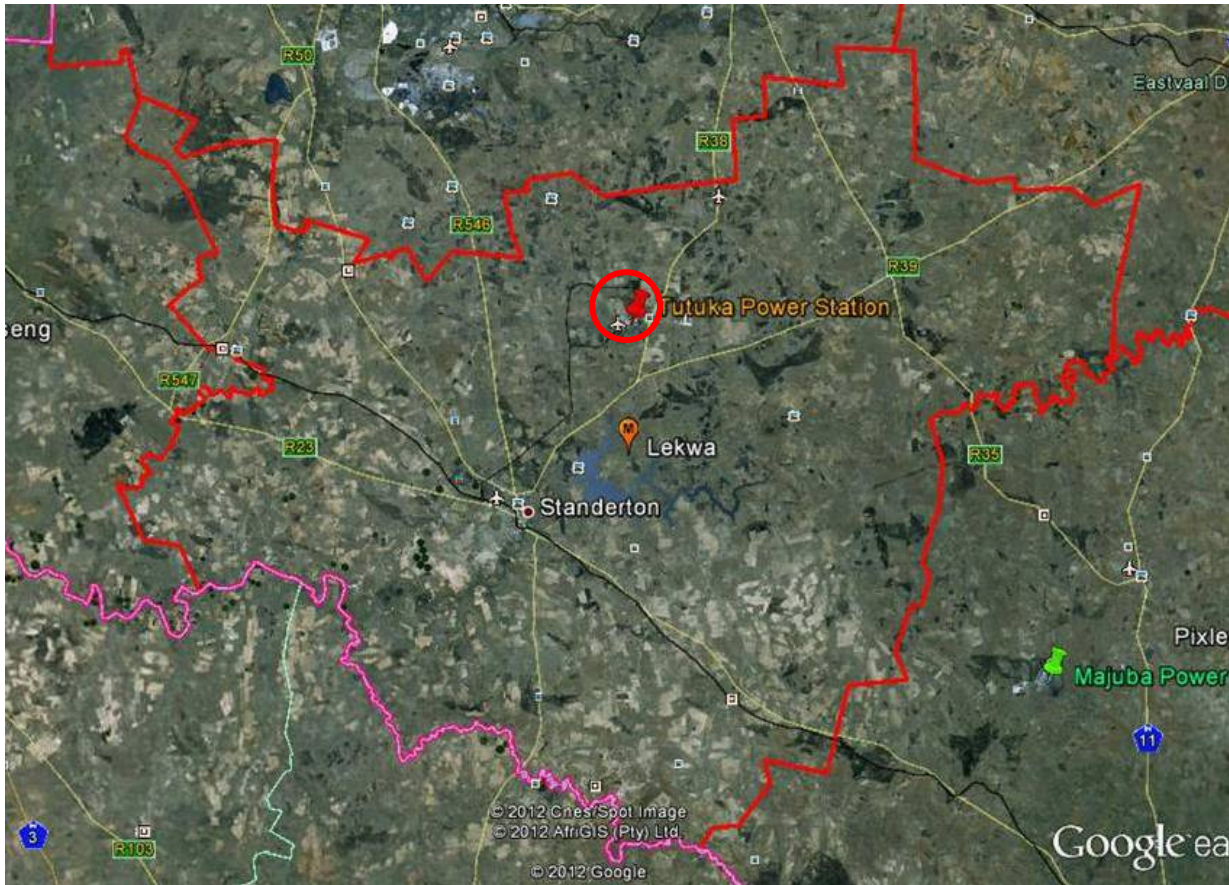 R50
Eastvaal D
R38
R546
R39
Tutuka Power Station
seng
R547
R23
M
Lekwa
R35
Standerton
Pixle
Majuba Power
11
3
R103
© 2012 Cnes/Spot Image
© 2012 AfriGIS (Pty) Ltd.
© 2012 Google
Google ea